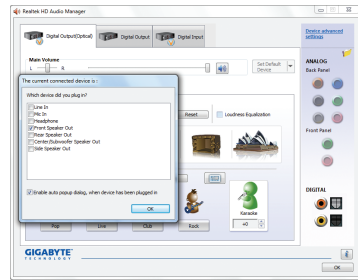 Realtek HD Audio Manager
Digital Output(Optical)
Digital Output
Digital Input
Device advanced settings
Main Volume
L
R
Set Default Device
ANALOG
Back Panel
The current connected device is :
Which device did you plug in?
Line In
Mic In
Headphone
Front Speaker Out
Rear Speaker Out
Center/Subwoofer Speaker Out
Side Speaker Out
Enable auto popup dialog, when device has been plugged in
OK
Reset
Loudness Equalization
Front Panel
DIGITAL
Karaoke
Pop
Live
Club
Rock
40
GIGABYTE
TECHNOLOGY
OK